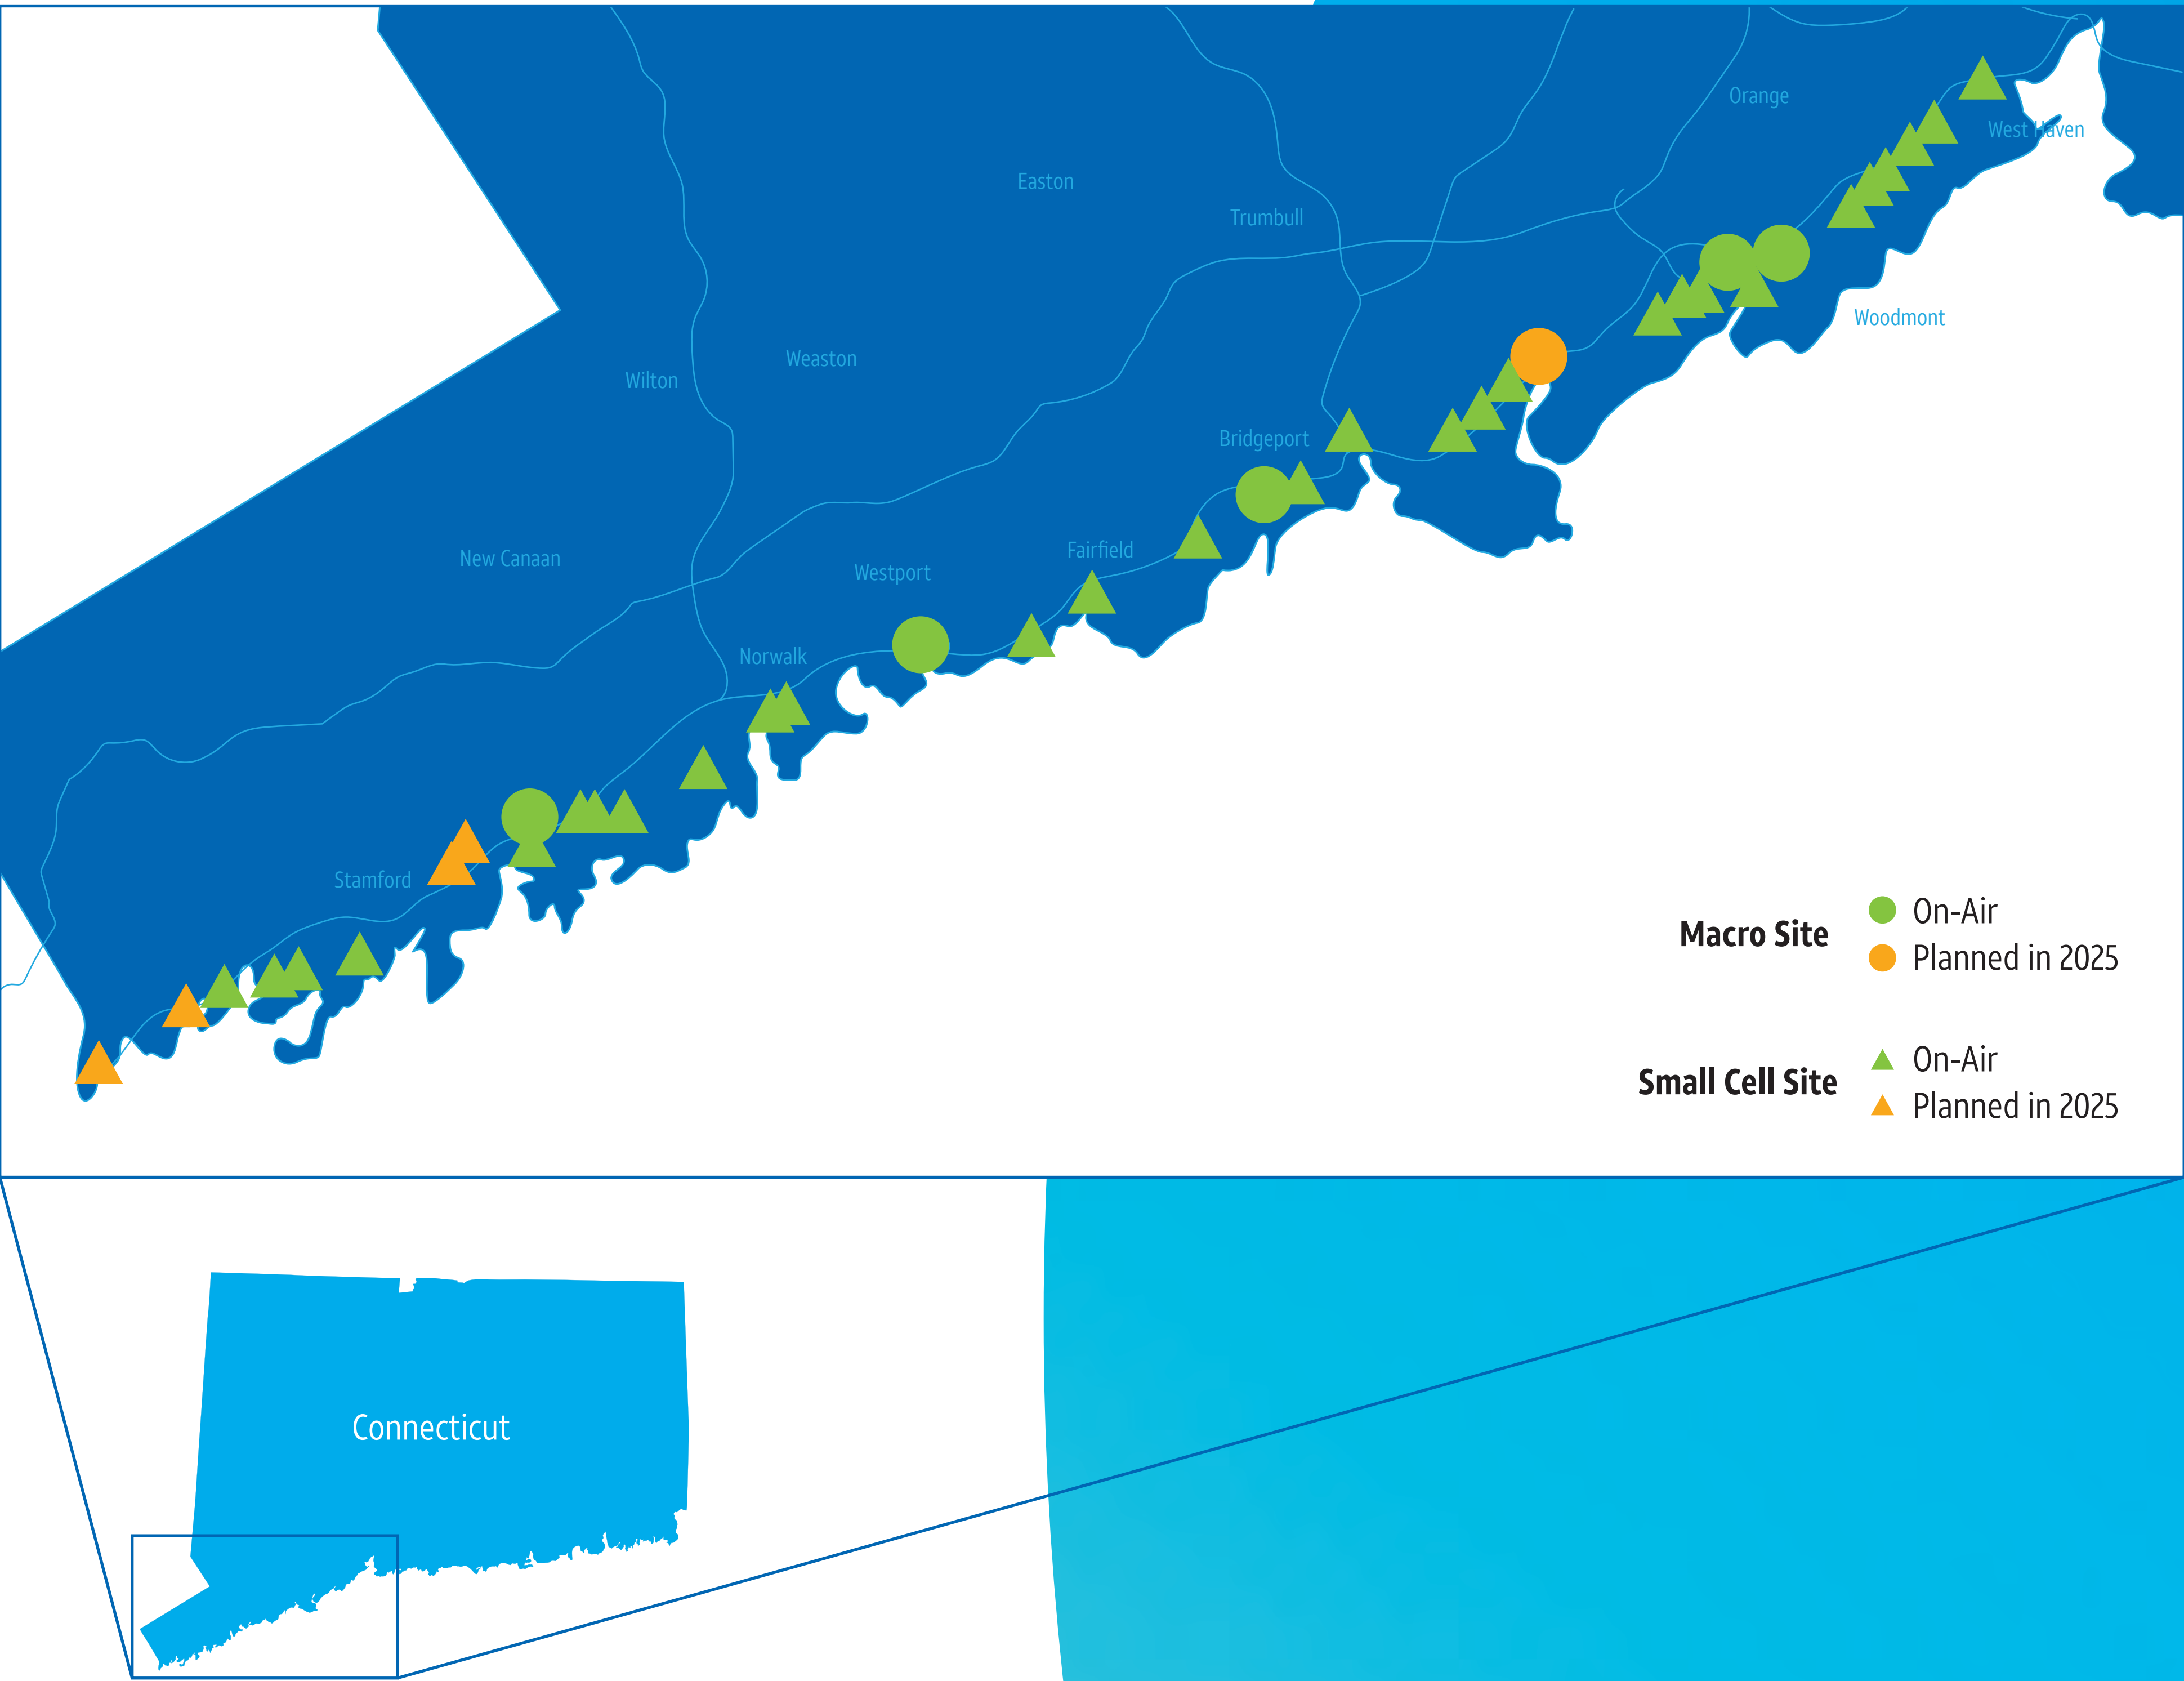 Orange
West Haven
Easton
Trumbull
Woodmont
Weaston
Wilton
Bridgeport
Fairfield
New Canaan
Westport
Norwalk
Stamford
Macro Site
On-Air
Planned in 2025
Small Cell Site
On-Air
Planned in 2025
Connecticut